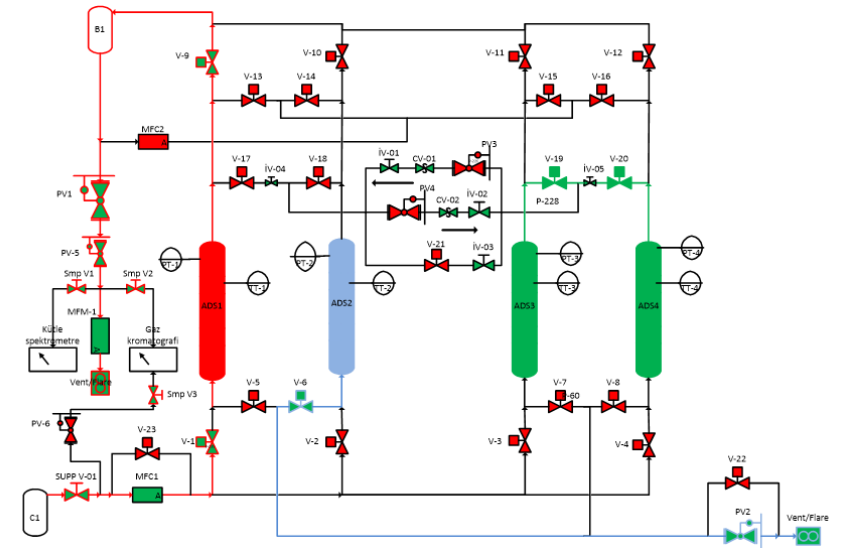 B1
V-9
V-10
V-11
V-12
V-13
V-14
V-15
V-16
MFC2
A
İV-01
CV-01
PV3
V-17
İV-04
V-18
V-19
İV-05
V-20
PV1
PV4
CV-02
İV-02
P-228
PV-5
V-21
İV-03
PT-1
PT-2
PT-3
PT-4
Smp V1
Smp V2
TT-1
TT-2
TT-3
TT-4
ADS1
ADS2
ADS3
ADS4
MFM-1
A
Kütle
spektrometre
Gaz
kromatografi
Vent/Flare
Smp V3
V-5
V-6
V-7
V-8
P-60
PV-6
V-23
V-1
V-2
V-3
V-4
SUPP V-01
MFC1
A
C1
V-22
PV2
Vent/Flare